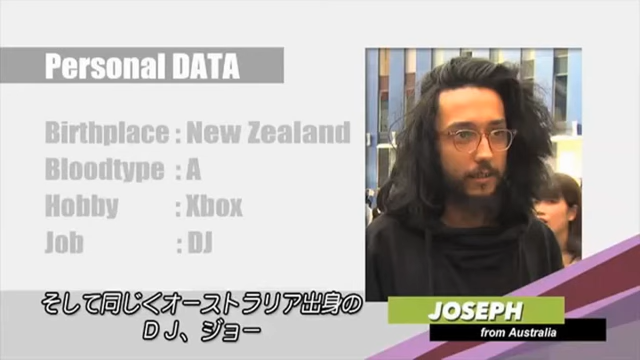 Personal DATA
Birthplace : New Zealand
Bloodtype : A
Hobby : Xbox
Job : DJ
そして同じくオーストラリア出身の
ＤＪ、ジョー
JOSEPH
from Australia